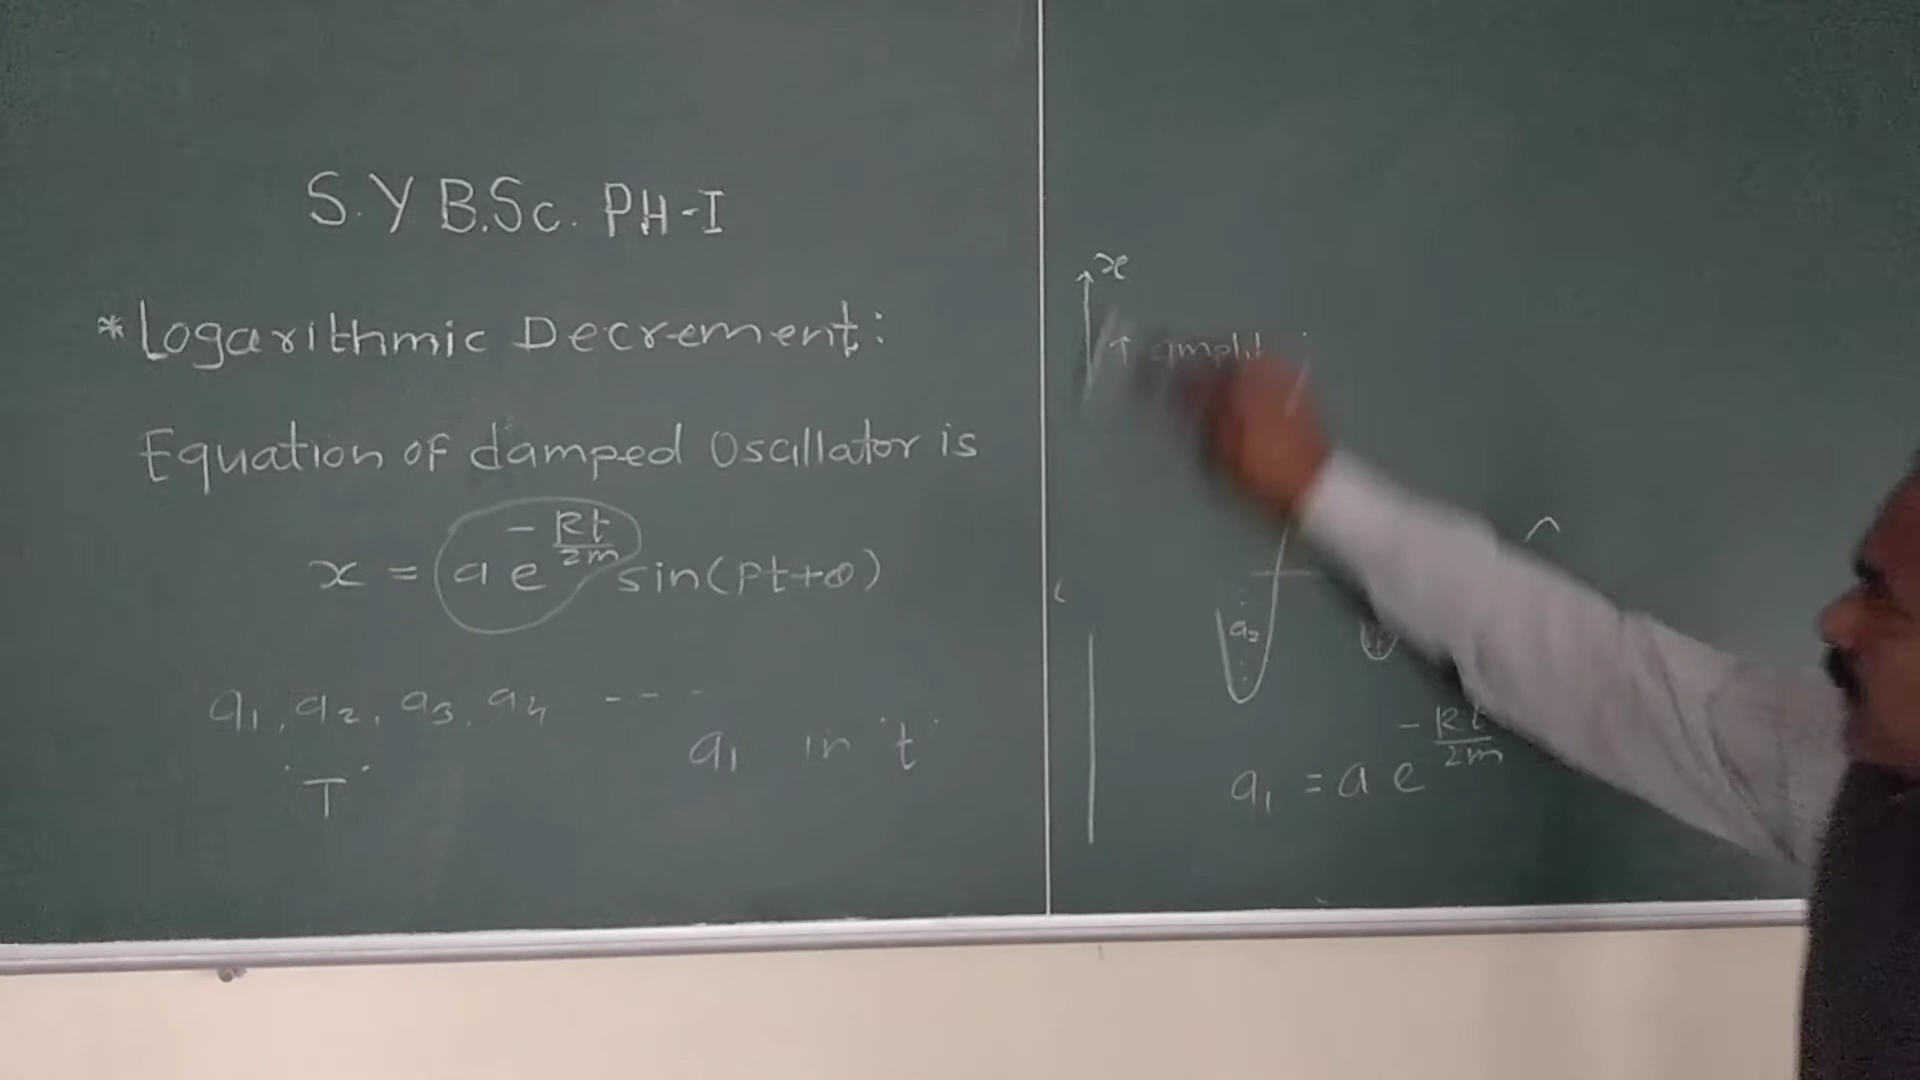 S.Y B.Sc. PH-I
*Logarithmic Decrement:
Equation of damped Oscillator is
x = a e^{-Rt/2m} sin(Pt+θ)
a₁, a₂, a₃, a₄ ----
'T'
a₁ in 't'
x
a₂
a₁ = a e^{-Rt/2m}